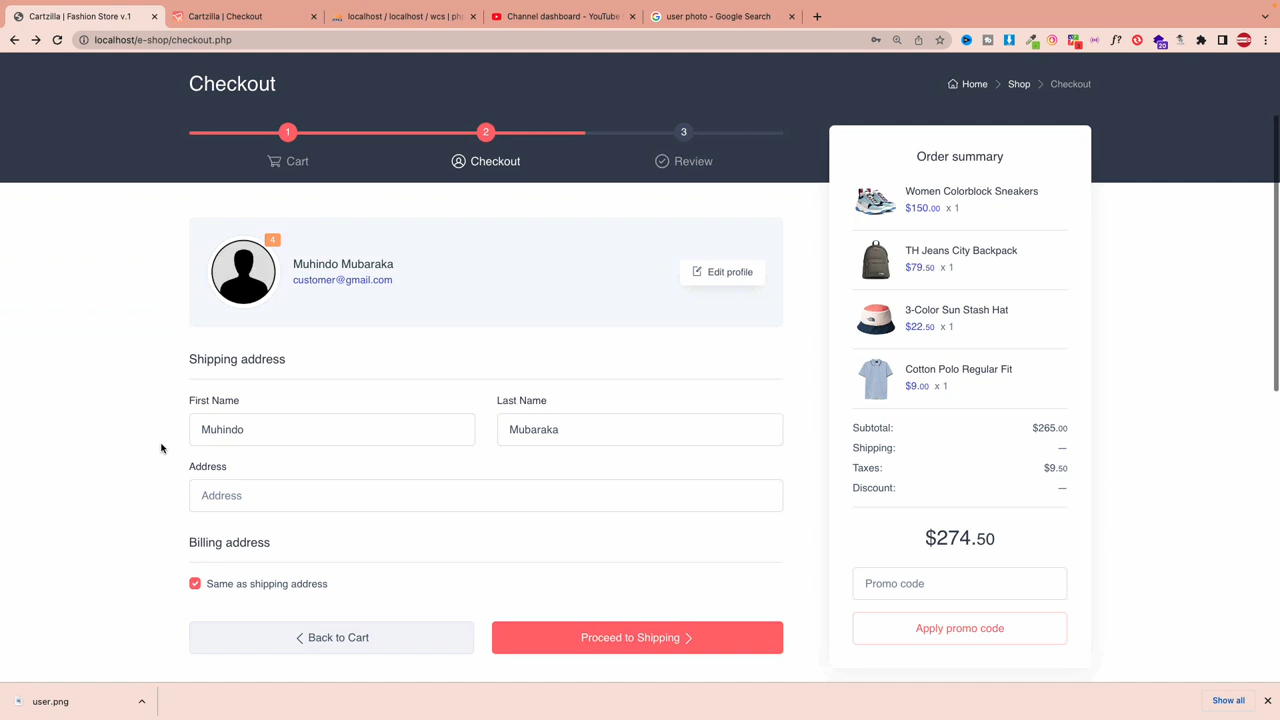 Cartzilla | Fashion Store v.1
Cartzilla | Checkout
localhost / localhost / wcs | ph
Channel dashboard - YouTube
user photo - Google Search
localhost/e-shop/checkout.php
20
Checkout
Home > Shop > Checkout
1
2
3
Cart
Checkout
Review
4
Muhindo Mubaraka
customer@gmail.com
Edit profile
Shipping address
First Name
Last Name
Muhindo
Mubaraka
Address
Address
Billing address
Same as shipping address
Back to Cart
Proceed to Shipping
Order summary
Women Colorblock Sneakers
$150.00 x 1
TH Jeans City Backpack
$79.50 x 1
3-Color Sun Stash Hat
$22.50 x 1
Cotton Polo Regular Fit
$9.00 x 1
Subtotal: $265.00
Shipping: —
Taxes: $9.50
Discount: —
$274.50
Promo code
Apply promo code
user.png
Show all